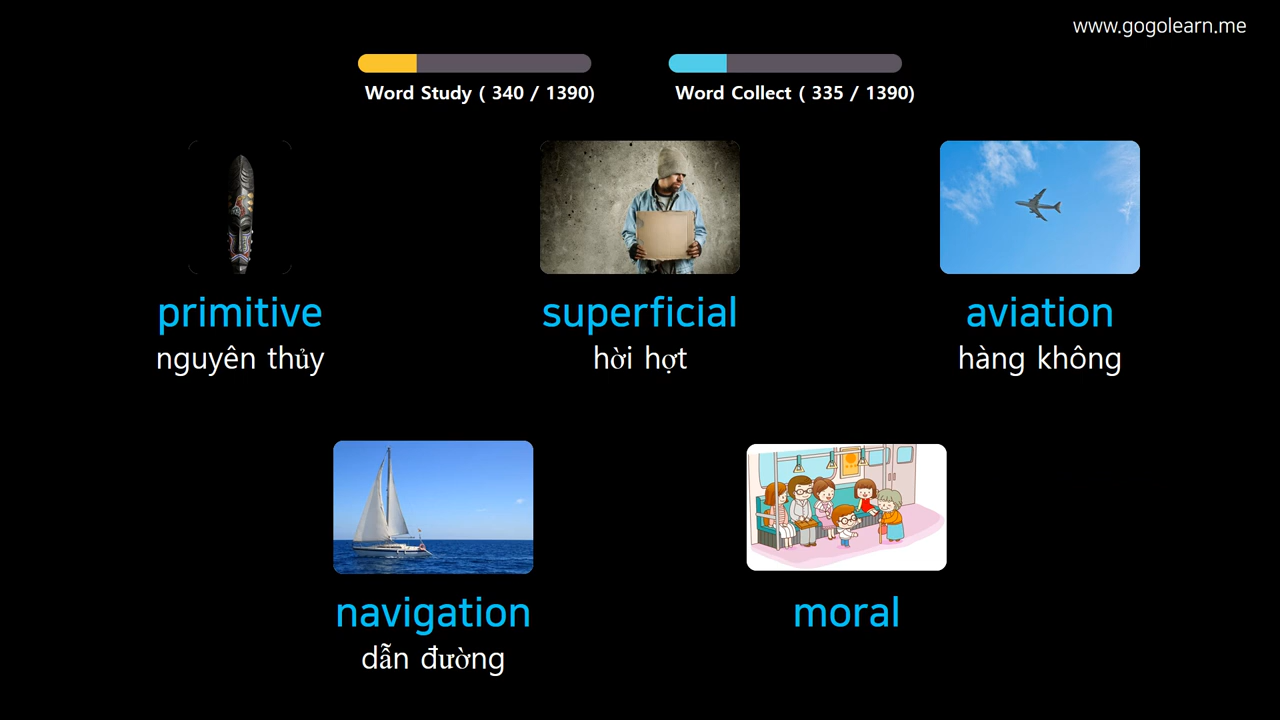 www.gogolearn.me
Word Study ( 340 / 1390)
Word Collect ( 335 / 1390)
primitive
nguyên thủy
superficial
hời hợt
aviation
hàng không
navigation
dẫn đường
moral